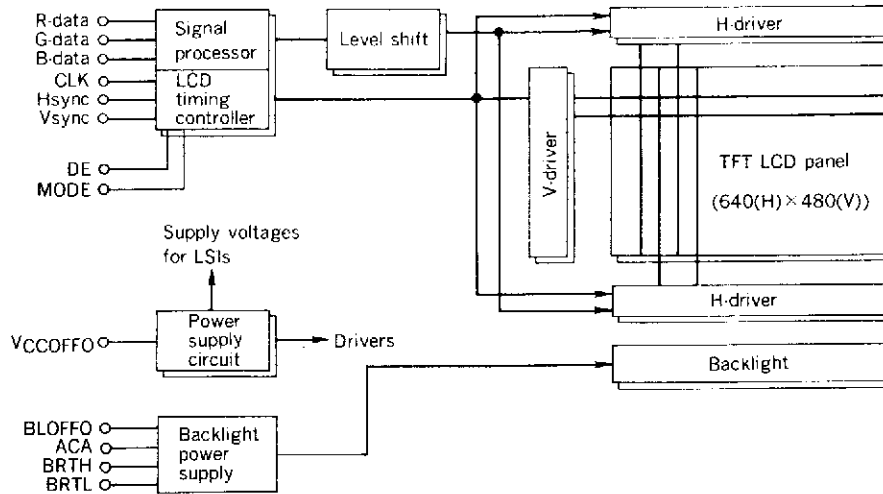 R-data
G-data
B-data
CLK
Hsync
Vsync
DE
MODE
Signal
processor
LCD
timing
controller
Level shift
H-driver
V-driver
TFT LCD panel
(640(H)×480(V))
H-driver
Supply voltages
for LSIs
VCCOFFO
Power
supply
circuit
Drivers
Backlight
BLOFFO
ACA
BRTH
BRTL
Backlight
power
supply